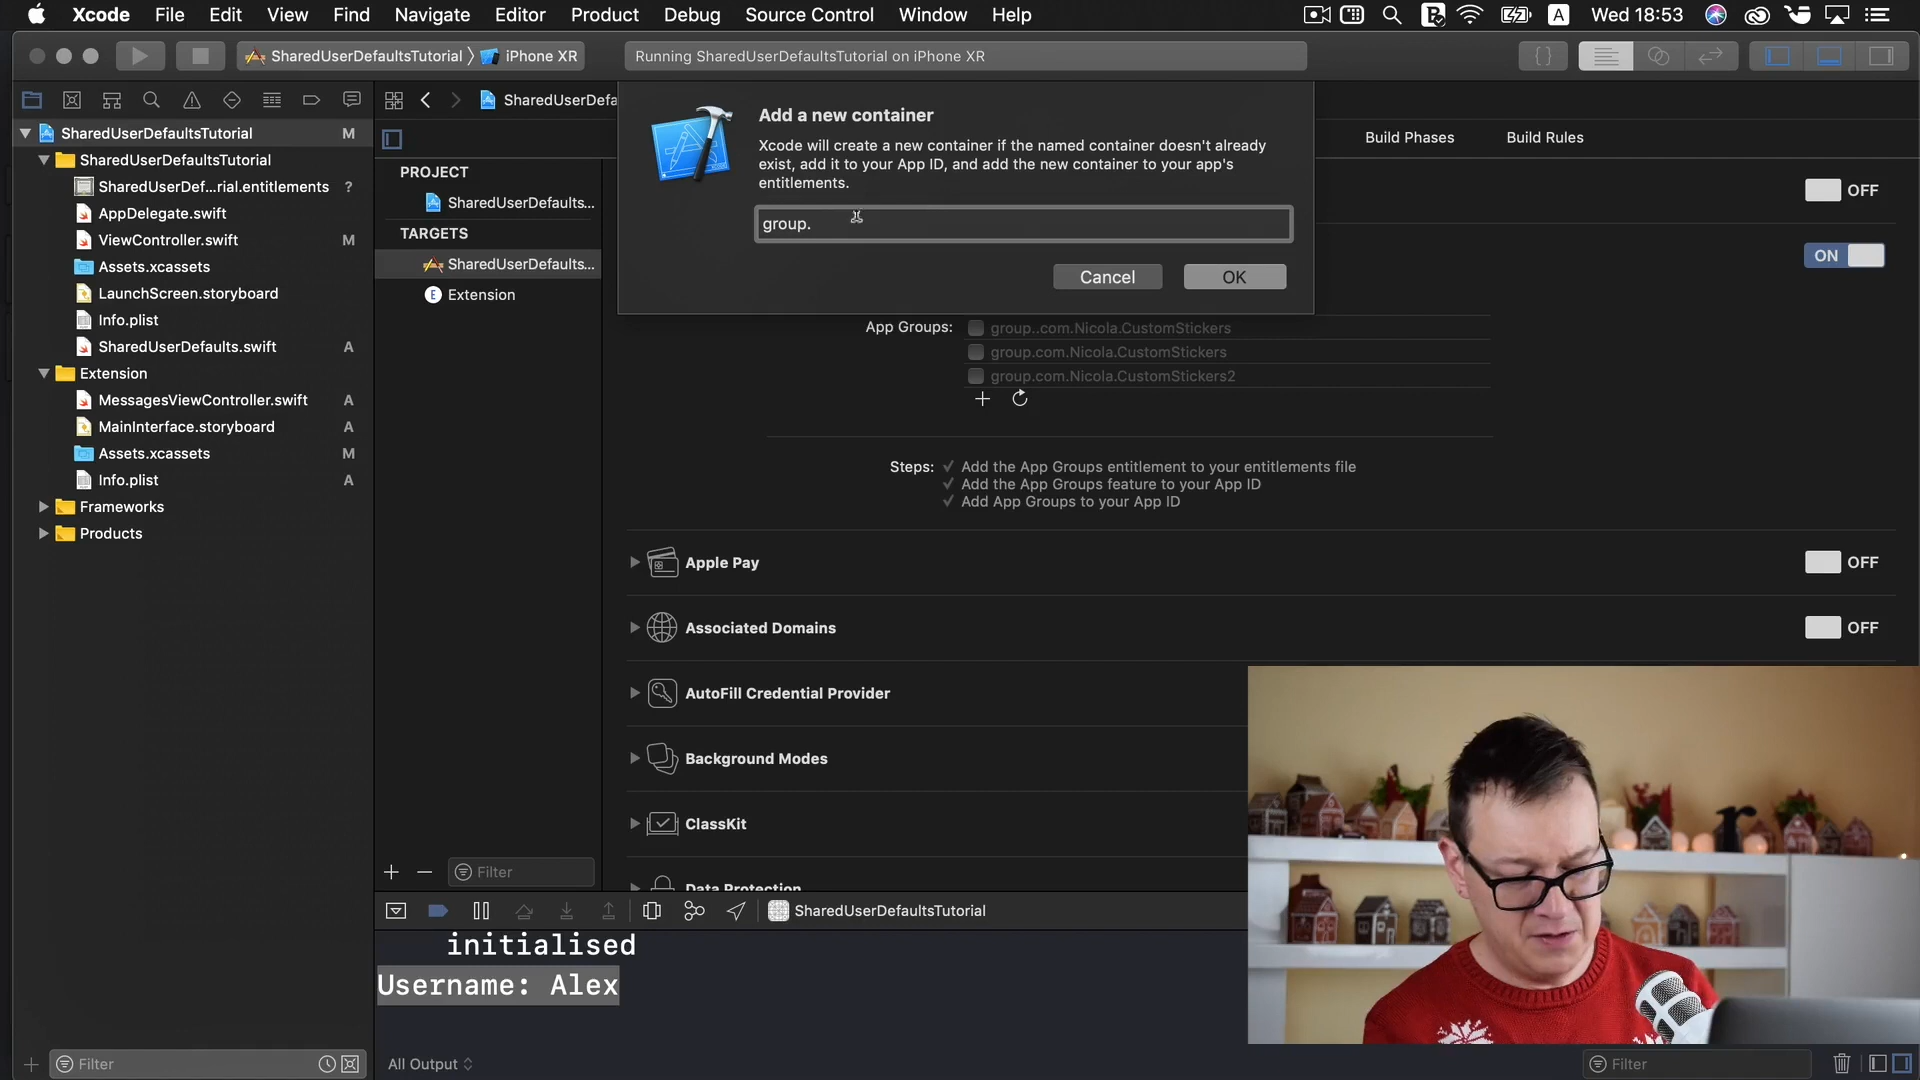 Xcode File Edit View Find Navigate Editor Product Debug Source Control Window Help A Wed 18:53
SharedUserDefaultsTutorial iPhone XR
Running SharedUserDefaultsTutorial on iPhone XR
SharedUserDefa
SharedUserDefaultsTutorial M
SharedUserDefaultsTutorial
SharedUserDef...rial.entitlements ?
AppDelegate.swift
ViewController.swift M
Assets.xcassets
LaunchScreen.storyboard
Info.plist
SharedUserDefaults.swift A
Extension
MessagesViewController.swift A
MainInterface.storyboard A
Assets.xcassets M
Info.plist A
Frameworks
Products
Filter
PROJECT
SharedUserDefaults...
TARGETS
SharedUserDefaults...
E Extension
Filter
Add a new container
Xcode will create a new container if the named container doesn't already
exist, add it to your App ID, and add the new container to your app's
entitlements.
group.
Cancel OK
Build Phases Build Rules
OFF
ON
App Groups: group..com.Nicola.CustomStickers
group.com.Nicola.CustomStickers
group.com.Nicola.CustomStickers2
Steps: ✓ Add the App Groups entitlement to your entitlements file
✓ Add the App Groups feature to your App ID
✓ Add App Groups to your App ID
Apple Pay OFF
Associated Domains OFF
AutoFill Credential Provider
Background Modes
ClassKit
Data Protection
SharedUserDefaultsTutorial
initialised
Username: Alex
All Output
Filter